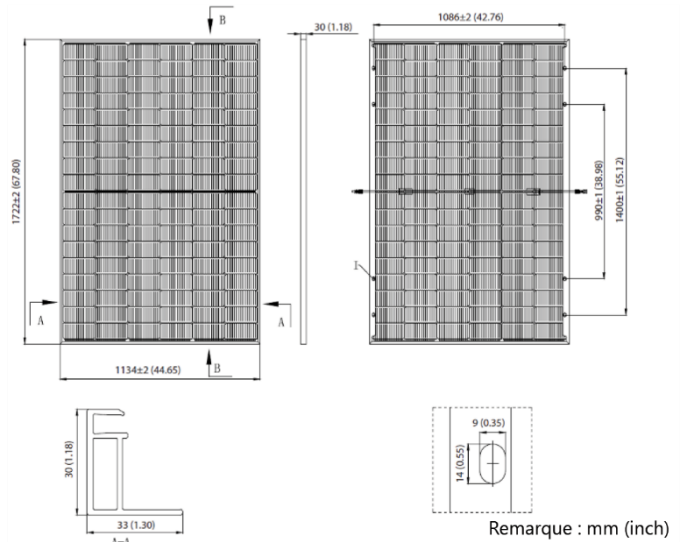 B
30 (1.18)
1086±2 (42.76)
1722±2 (67.80)
990±1 (38.98)
1400±1 (55.12)
I
A
A
B
1134±2 (44.65)
30 (1.18)
33 (1.30)
A-A
9 (0.35)
14 (0.55)
Remarque : mm (inch)